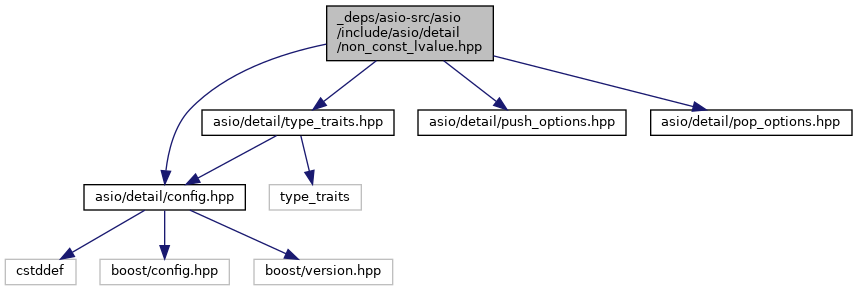 _deps/asio-src/asio
/include/asio/detail
/non_const_lvalue.hpp
asio/detail/type_traits.hpp
asio/detail/push_options.hpp
asio/detail/pop_options.hpp
asio/detail/config.hpp
type_traits
cstddef
boost/config.hpp
boost/version.hpp